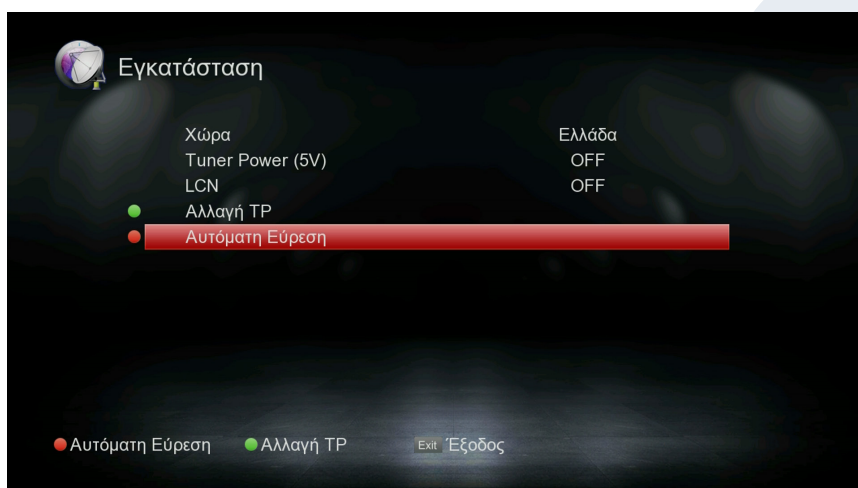 Εγκατάσταση
Χώρα Ελλάδα
Tuner Power (5V) OFF
LCN OFF
Αλλαγή TP
Αυτόματη Εύρεση
Αυτόματη Εύρεση Αλλαγή TP Exit Έξοδος